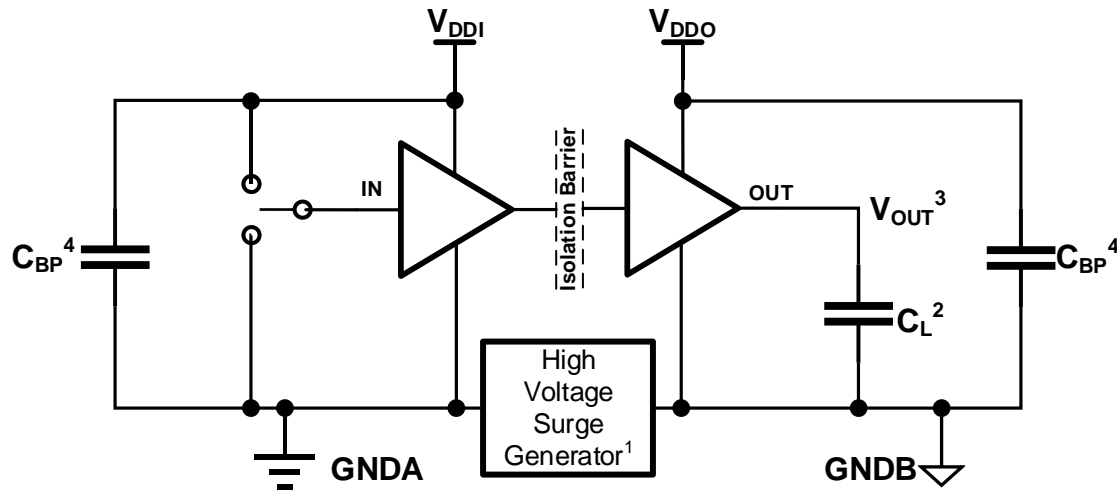 VDDI
VDDO
IN
Isolation Barrier
OUT
VOUT3
CBP4
CBP4
CL2
High
Voltage
Surge
Generator1
GNDA
GNDB